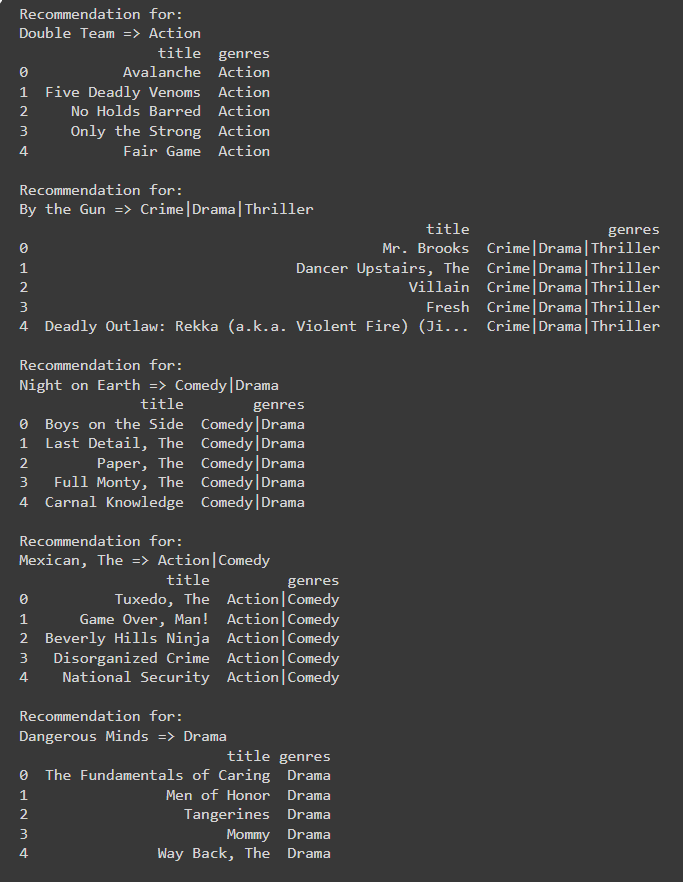 Recommendation for:
Double Team => Action
title genres
0 Avalanche Action
1 Five Deadly Venoms Action
2 No Holds Barred Action
3 Only the Strong Action
4 Fair Game Action
Recommendation for:
By the Gun => Crime|Drama|Thriller
title genres
0 Mr. Brooks Crime|Drama|Thriller
1 Dancer Upstairs, The Crime|Drama|Thriller
2 Villain Crime|Drama|Thriller
3 Fresh Crime|Drama|Thriller
4 Deadly Outlaw: Rekka (a.k.a. Violent Fire) (Ji... Crime|Drama|Thriller
Recommendation for:
Night on Earth => Comedy|Drama
title genres
0 Boys on the Side Comedy|Drama
1 Last Detail, The Comedy|Drama
2 Paper, The Comedy|Drama
3 Full Monty, The Comedy|Drama
4 Carnal Knowledge Comedy|Drama
Recommendation for:
Mexican, The => Action|Comedy
title genres
0 Tuxedo, The Action|Comedy
1 Game Over, Man! Action|Comedy
2 Beverly Hills Ninja Action|Comedy
3 Disorganized Crime Action|Comedy
4 National Security Action|Comedy
Recommendation for:
Dangerous Minds => Drama
title genres
0 The Fundamentals of Caring Drama
1 Men of Honor Drama
2 Tangerines Drama
3 Mommy Drama
4 Way Back, The Drama